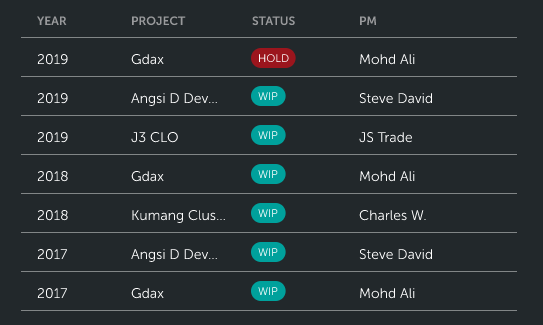 YEAR PROJECT STATUS PM
2019 Gdax HOLD Mohd Ali
2019 Angsi D Dev... WIP Steve David
2019 J3 CLO WIP JS Trade
2018 Gdax WIP Mohd Ali
2018 Kumang Clus... WIP Charles W.
2017 Angsi D Dev... WIP Steve David
2017 Gdax WIP Mohd Ali